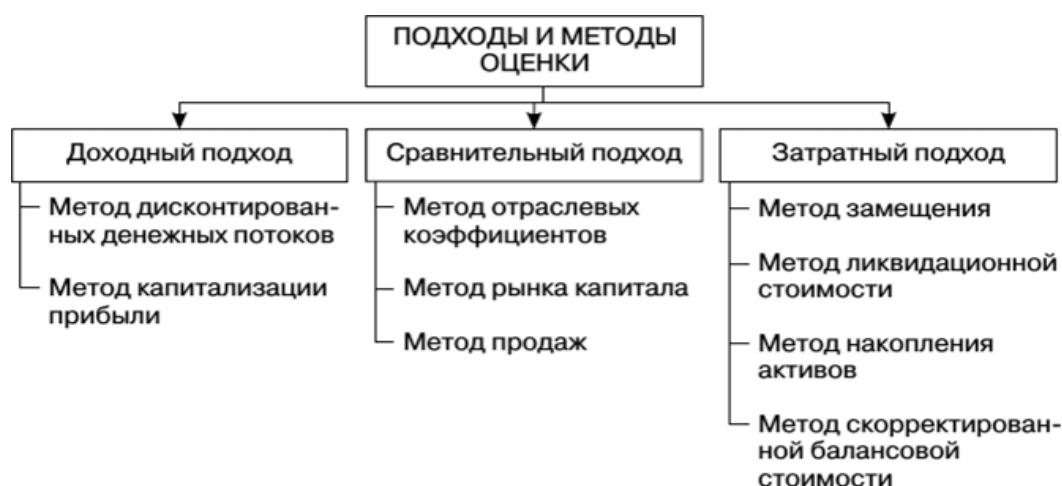 ПОДХОДЫ И МЕТОДЫ
ОЦЕНКИ
Доходный подход
Метод дисконтирован-
ных денежных потоков
Метод капитализации
прибыли
Сравнительный подход
Метод отраслевых
коэффициентов
Метод рынка капитала
Метод продаж
Затратный подход
Метод замещения
Метод ликвидационной
стоимости
Метод накопления
активов
Метод скорректирован-
ной балансовой
стоимости